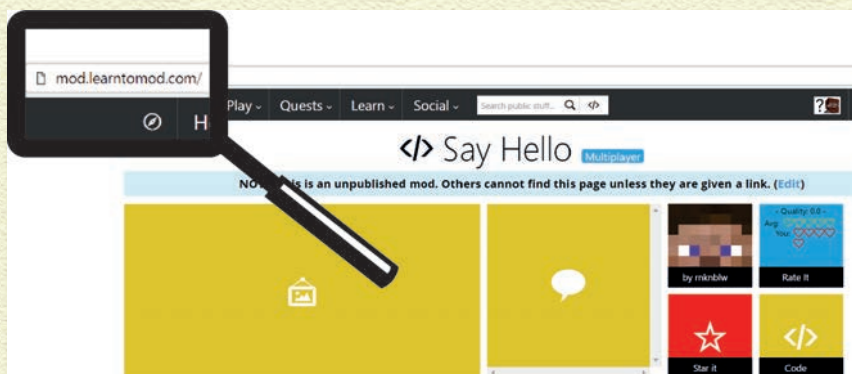 mod.learntomod.com/
H Play Quests Learn Social Search public stuff..
</> Say Hello Multiplayer
is is an unpublished mod. Others cannot find this page unless they are given a link. (Edit)
- Quality: 0.0 -
Avg:
You:
by rnknblw Rate It
Star it Code